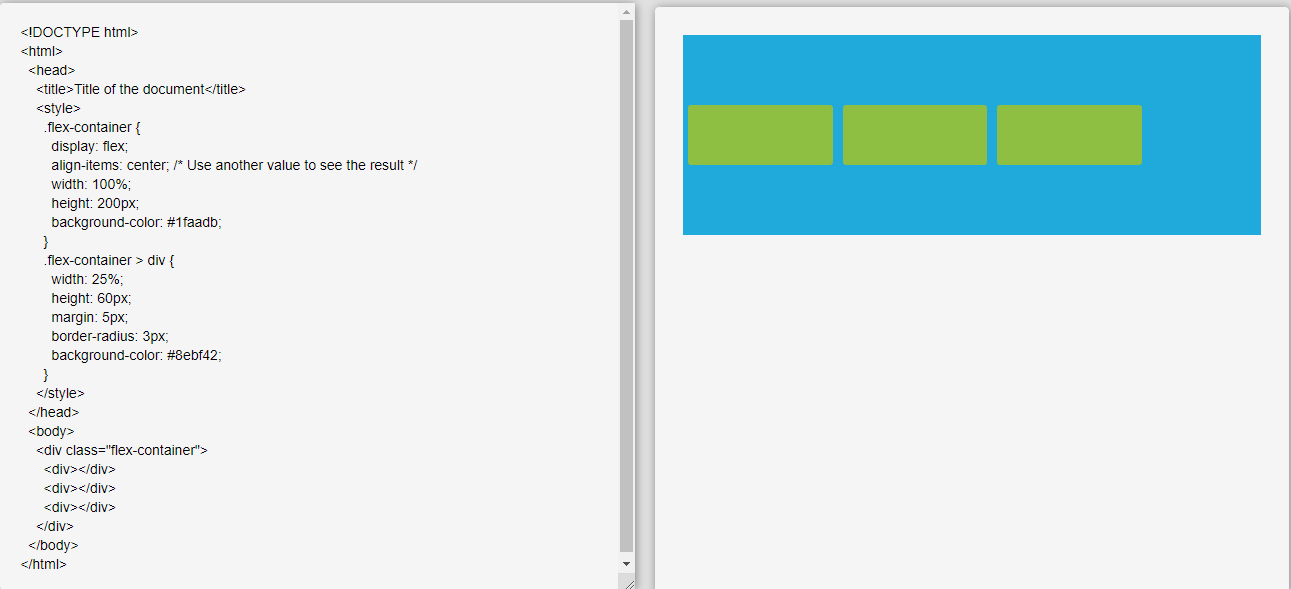 <!DOCTYPE html>
<html>
<head>
<title>Title of the document</title>
<style>
.flex-container {
display: flex;
align-items: center; /* Use another value to see the result */
width: 100%;
height: 200px;
background-color: #1faadb;
}
.flex-container > div {
width: 25%;
height: 60px;
margin: 5px;
border-radius: 3px;
background-color: #8ebf42;
}
</style>
</head>
<body>
<div class="flex-container">
<div></div>
<div></div>
<div></div>
</div>
</body>
</html>